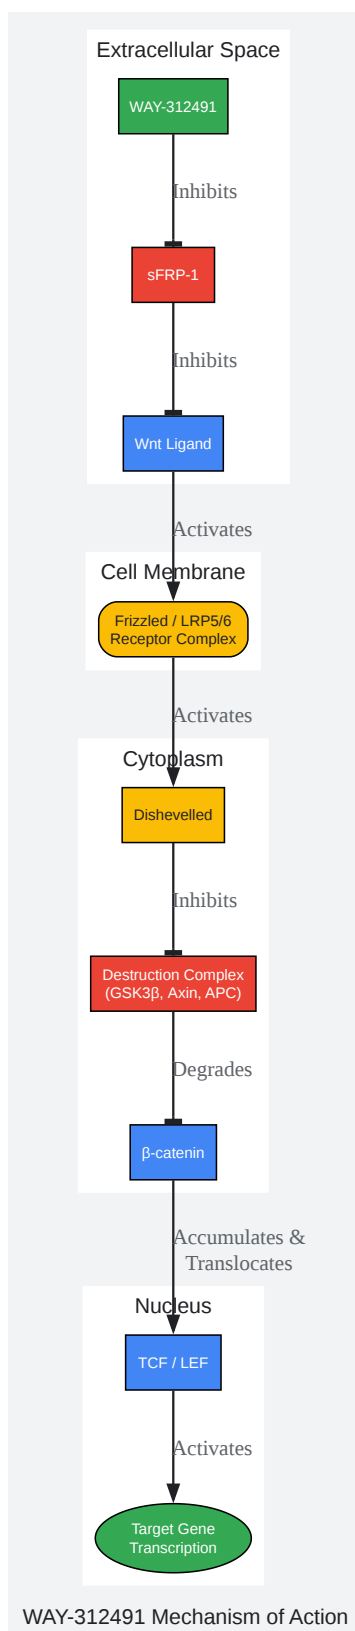 Extracellular Space
WAY-312491
Inhibits
sFRP-1
Inhibits
Wnt Ligand
Activates
Cell Membrane
Frizzled / LRP5/6
Receptor Complex
Activates
Cytoplasm
Dishevelled
Inhibits
Destruction Complex
(GSK3β, Axin, APC)
Degrades
β-catenin
Accumulates &
Translocates
Nucleus
TCF / LEF
Activates
Target Gene
Transcription
WAY-312491 Mechanism of Action